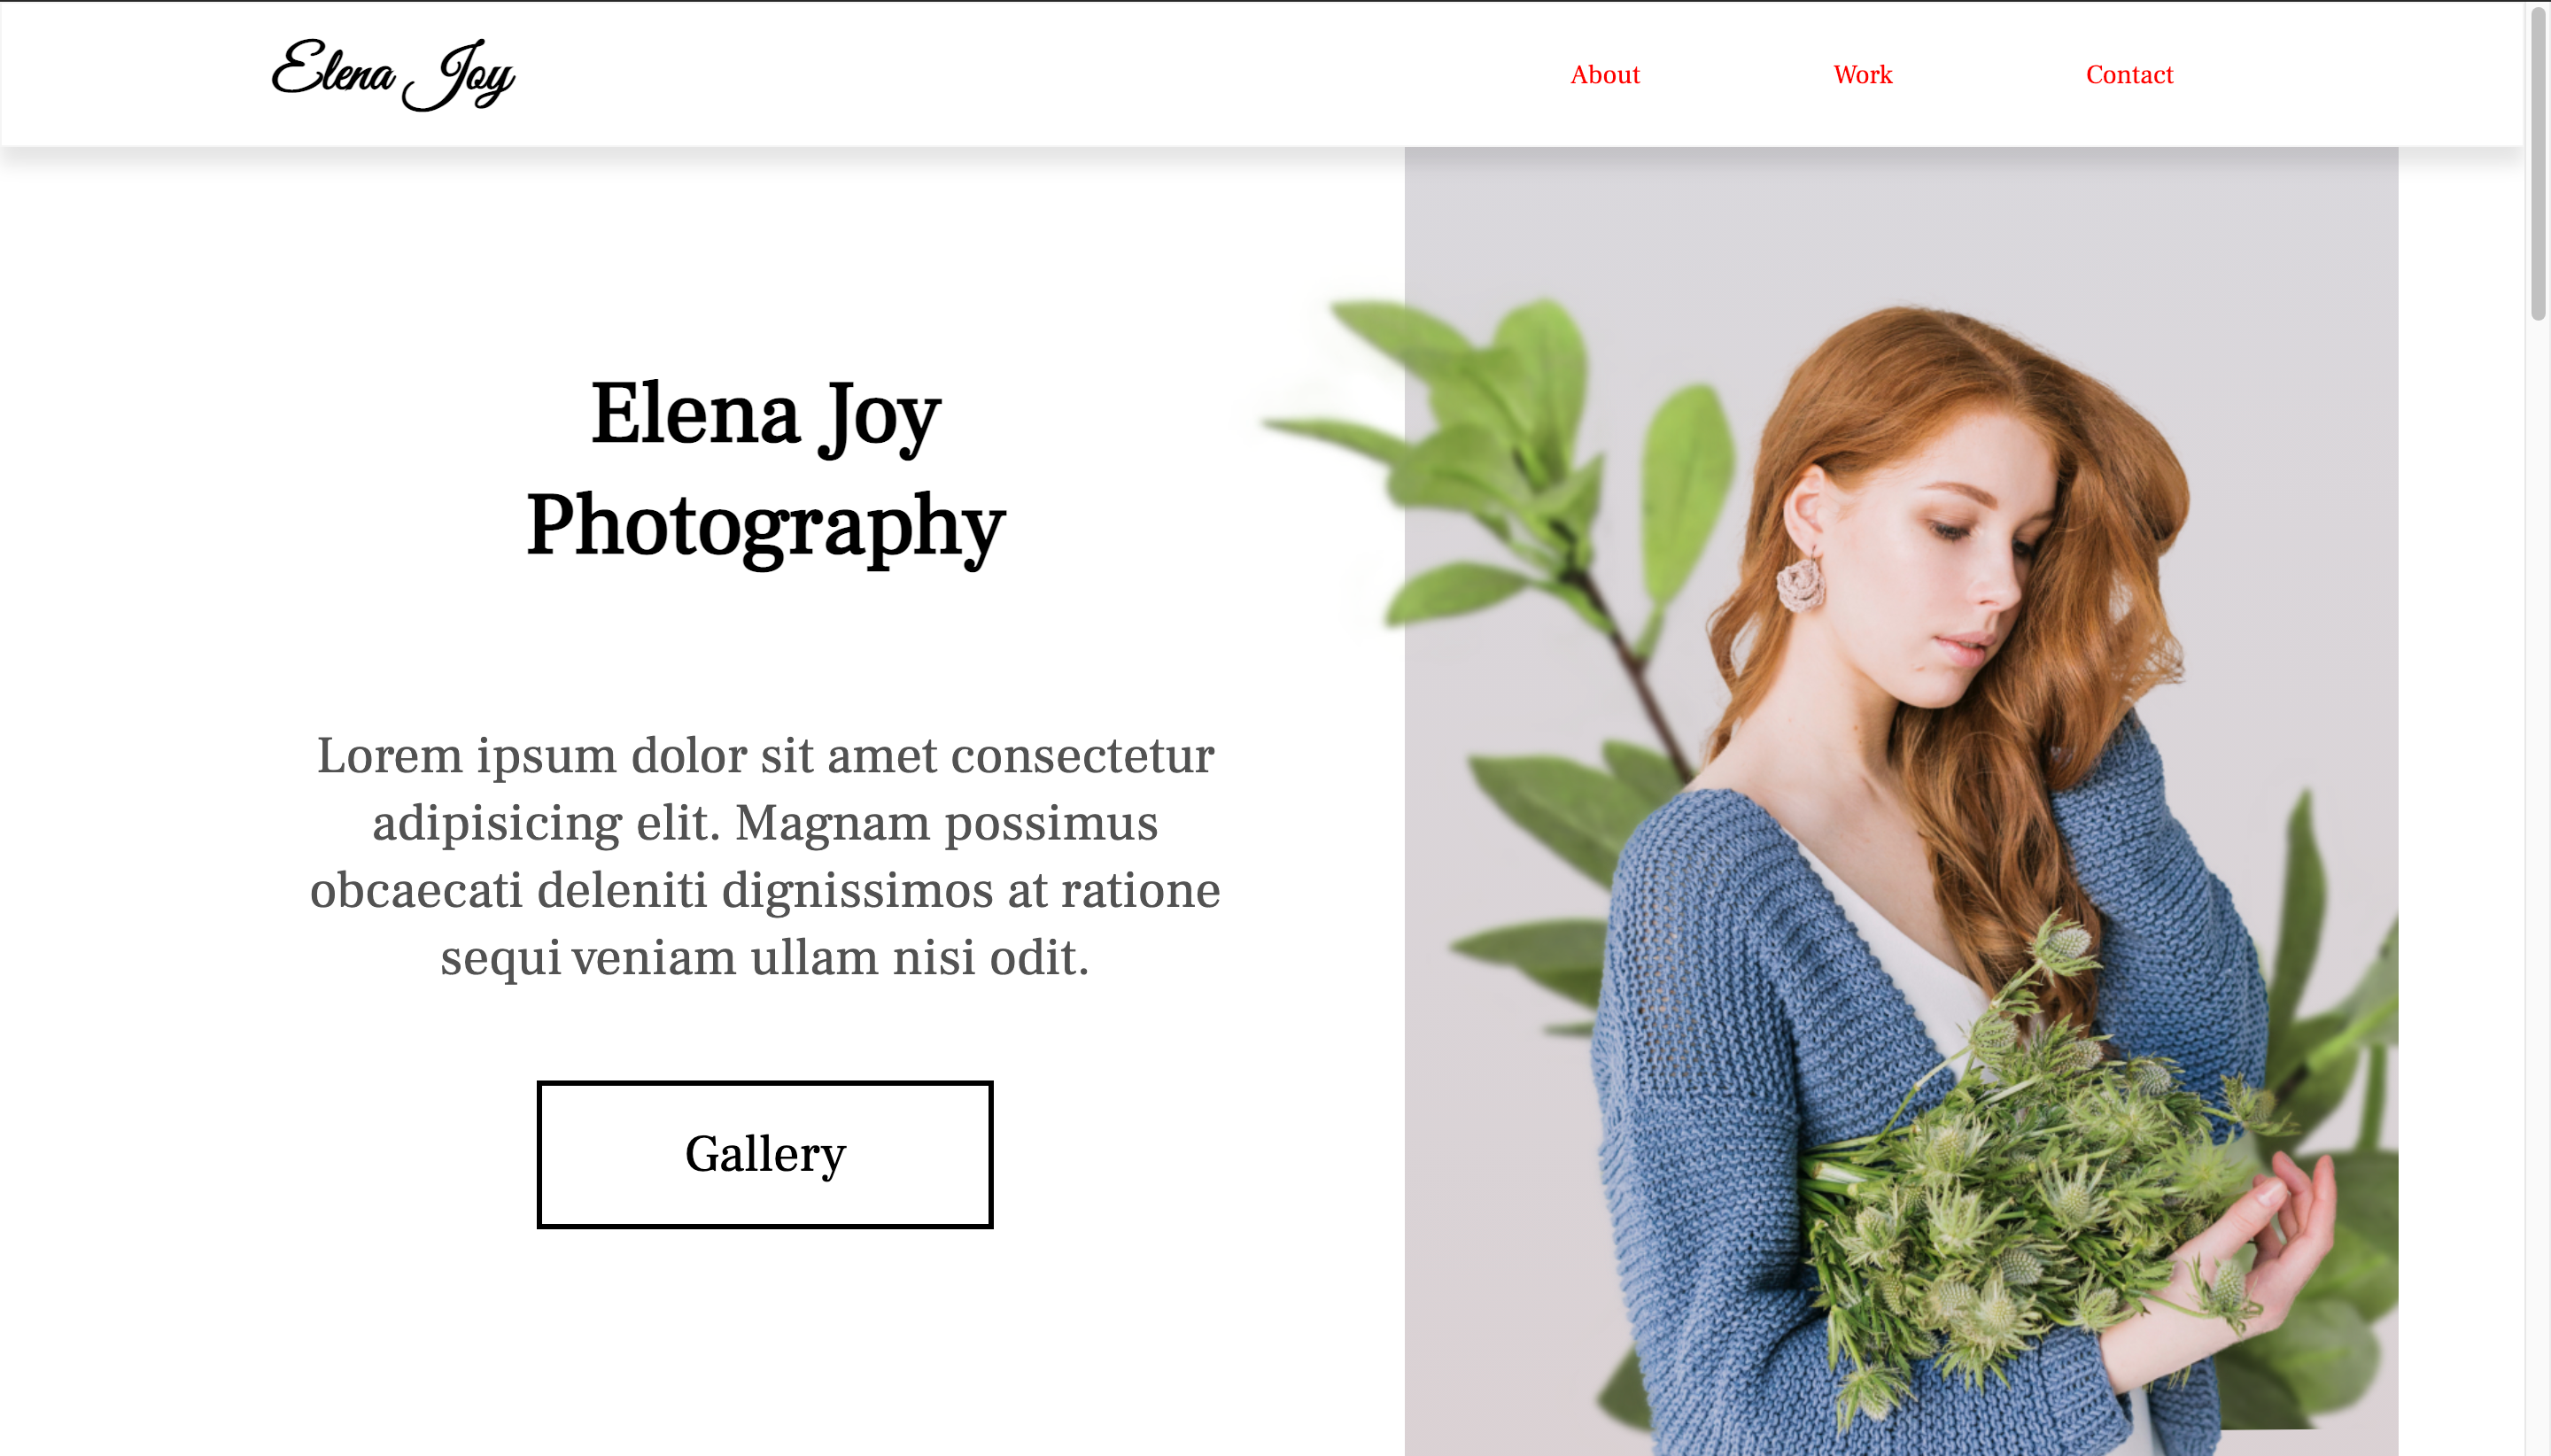 Elena Joy
About
Work
Contact
Elena Joy
Photography
Lorem ipsum dolor sit amet consectetur
adipisicing elit. Magnam possimus
obcaecati deleniti dignissimos at ratione
sequi veniam ullam nisi odit.
Gallery